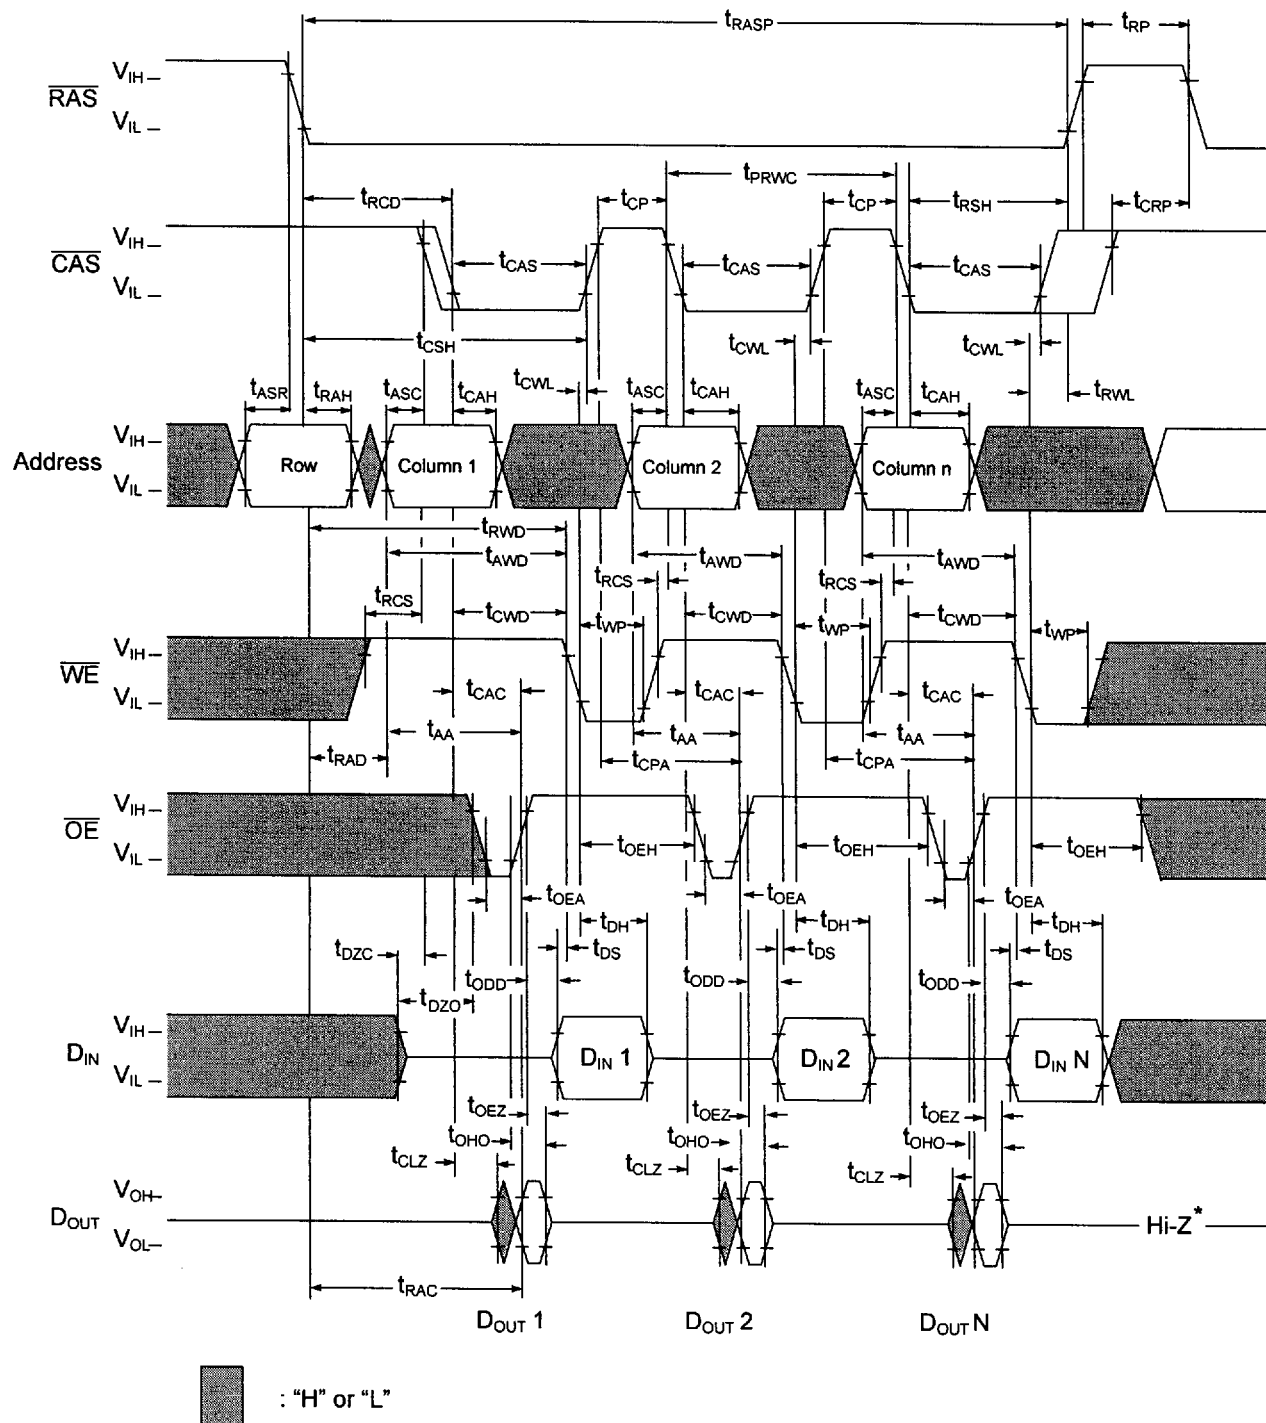 tRASP tRP
VIH
RAS
VIL
tPRWC
tRCD tCP tCP tRSH tCRP
VIH
CAS
tCAS tCAS tCAS
VIL
tCSH tCWL tCWL
tASR tRAH tASC tCAH tCWL tASC tCAH tASC tCAH tRWL
VIH
Address Row Column 1 Column 2 Column n
VIL
tRWD
tAWD tAWD tAWD
tRCS tRCS
tRCS tCWD tWP tCWD tWP tCWD tWP
VIH
WE
VIL
tCAC tCAC tCAC
tAA tAA tAA
tRAD tCPA tCPA
VIH
OE
VIL
tOEH tOEH tOEH
tOEA tOEA tOEA
tDH tDH tDH
tDZC tDS tDS tDS
tODD tODD tODD
tDZO
VIH
DIN DIN 1 DIN 2 DIN N
VIL
tOEZ tOEZ tOEZ
tOHO tOHO tOHO
tCLZ tCLZ tCLZ
VOH
DOUT Hi-Z*
VOL
tRAC
DOUT 1 DOUT 2 DOUT N
: "H" or "L"